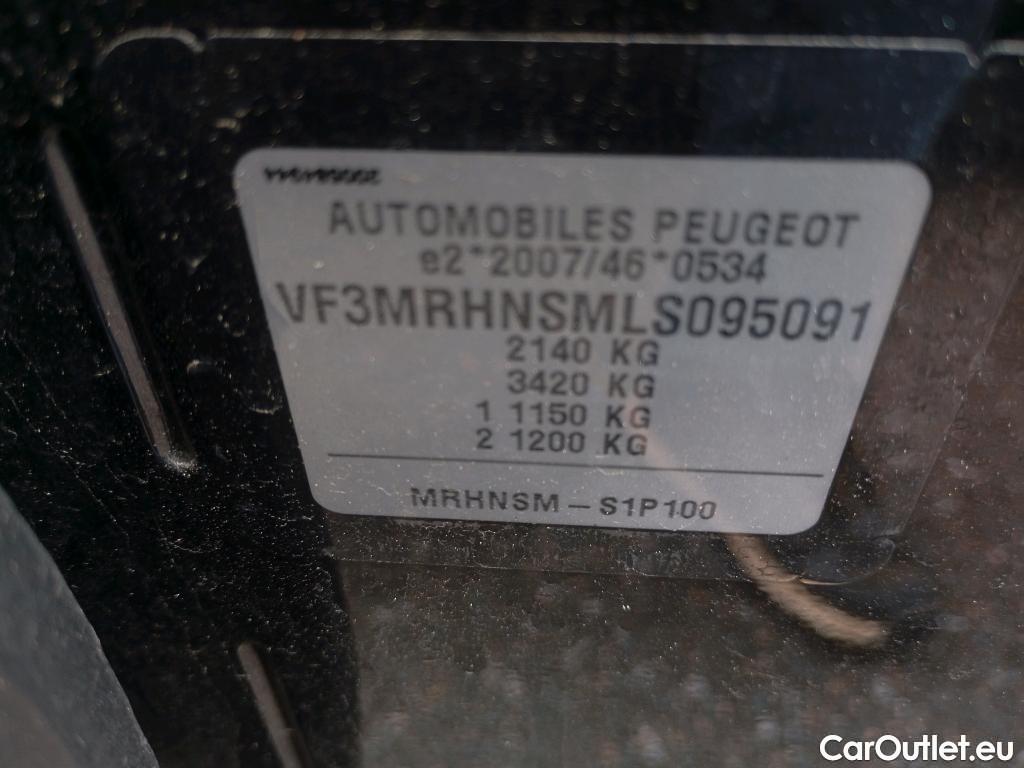 AUTOMOBILES PEUGEOT
e2*2007/46*0534
VF3MRHNSMLS095091
2140 KG
3420 KG
1 1150 KG
2 1200 KG
MRHNSM – S1P100
CarOutlet.eu